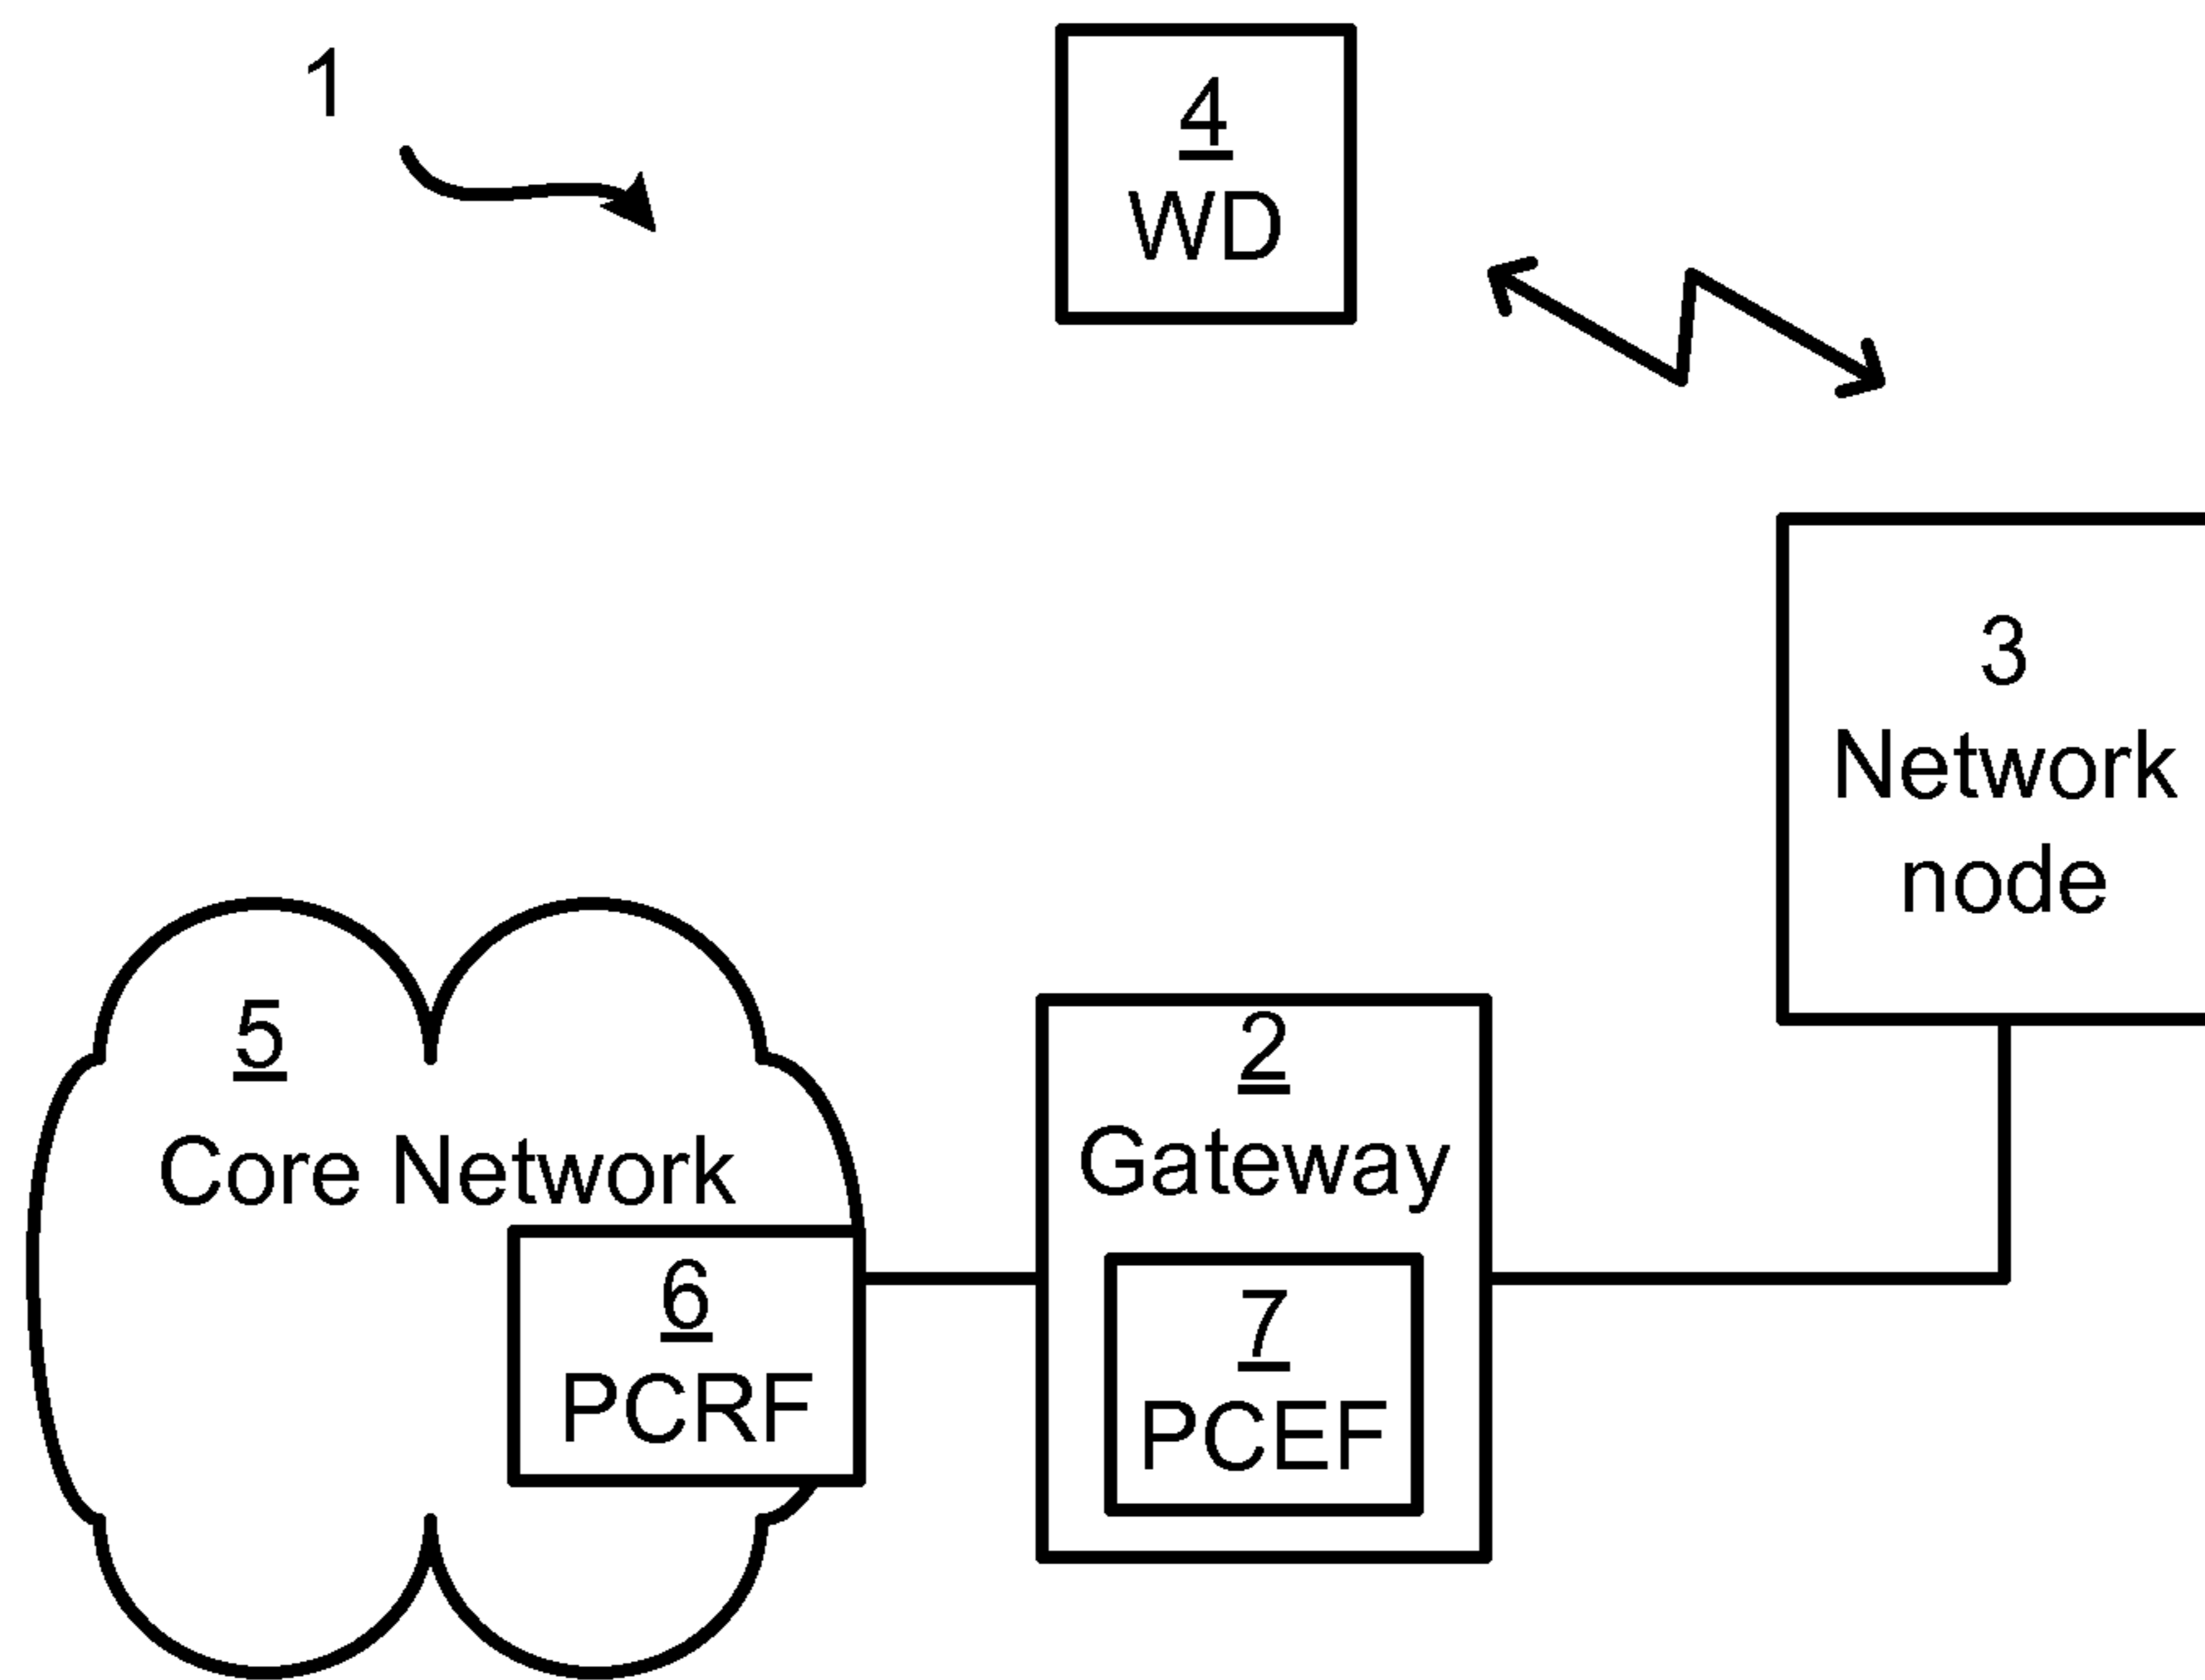 1
4
WD
3
Network
node
5
Core Network
6
PCRF
2
Gateway
7
PCEF